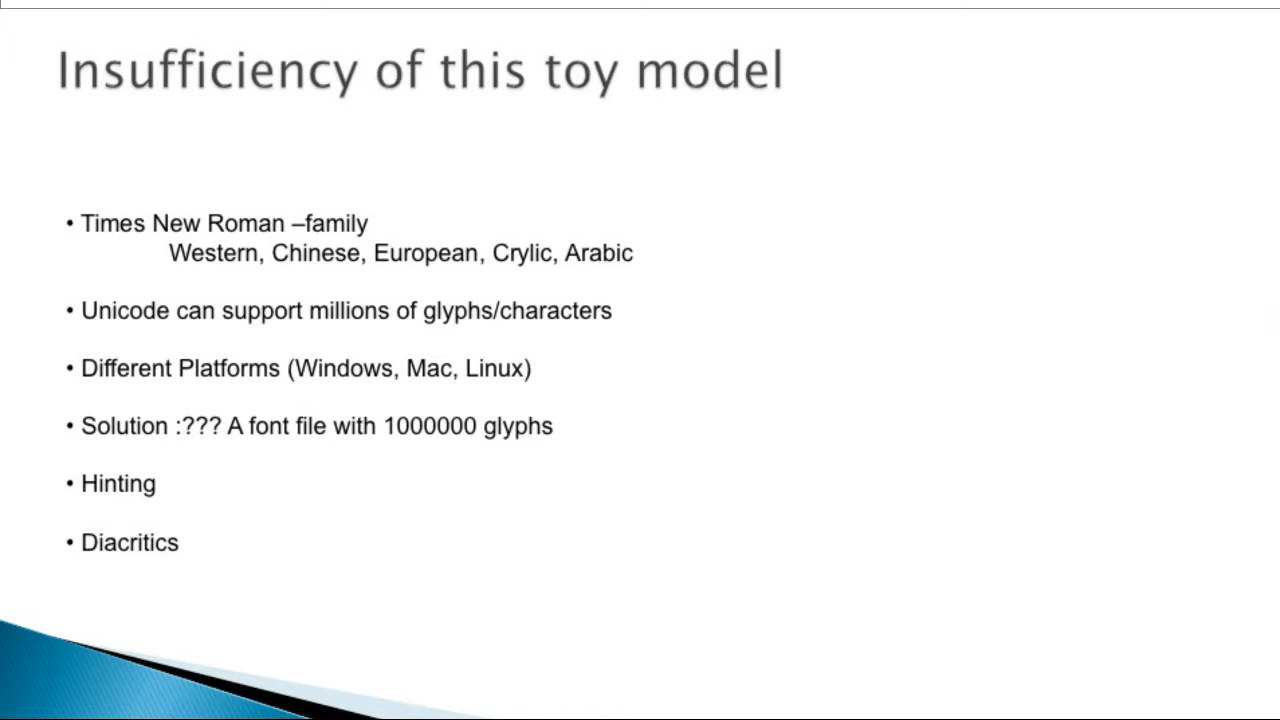 Insufficiency of this toy model
• Times New Roman –family
Western, Chinese, European, Crylic, Arabic
• Unicode can support millions of glyphs/characters
• Different Platforms (Windows, Mac, Linux)
• Solution :??? A font file with 1000000 glyphs
• Hinting
• Diacritics